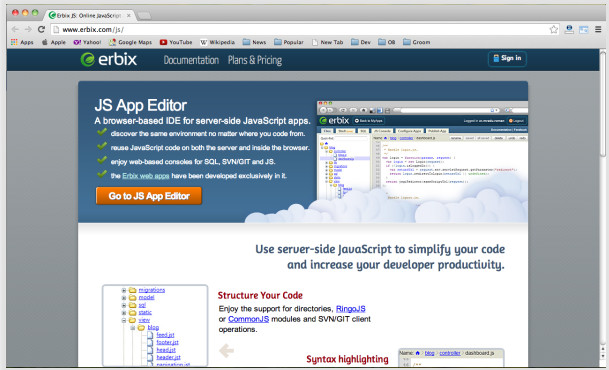 Erbix JS: Online JavaScript
www.erbix.com/js/
Apps Apple Yahoo! Google Maps YouTube Wikipedia News Popular New Tab Dev OB Groom
erbix Documentation Plans & Pricing Sign in
JS App Editor
A browser-based IDE for server-side JavaScript apps.
discover the same environment no matter where you code from.
reuse JavaScript code on both the server and inside the browser.
enjoy web-based consoles for SQL, SVN/GIT and JS.
the Erbix web apps have been developed exclusively in it.
Go to JS App Editor
erbix
Use server-side JavaScript to simplify your code
and increase your developer productivity.
migrations
model
sql
static
view
blog
feed.jst
footer.jst
head.jst
header.jst
navigation.jst
Structure Your Code
Enjoy the support for directories, RingoJS
or CommonJS modules and SVN/GIT client
operations.
Syntax highlighting
Name: / blog / controller / dashboard.js